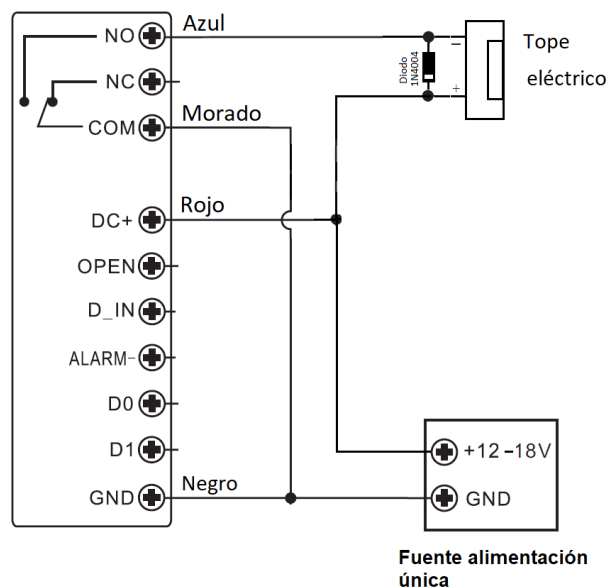 NO
Azul
NC
COM
Morado
DC+
Rojo
OPEN
D_IN
ALARM-
D0
D1
GND
Negro
Diodo
1N4004
−
+
Tope
eléctrico
+12 –18V
GND
Fuente alimentación
única